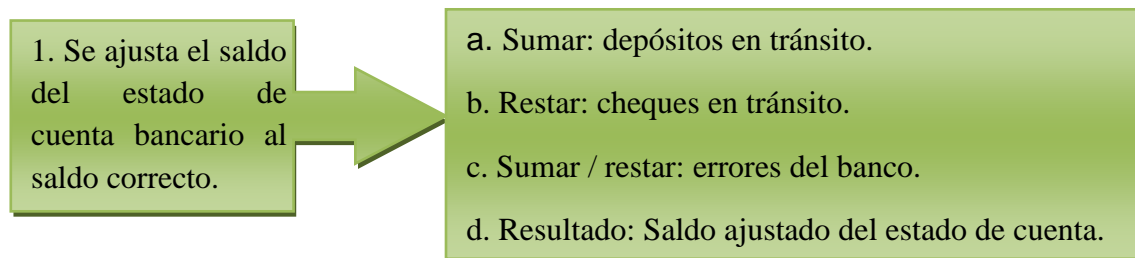 1. Se ajusta el saldo
del estado de
cuenta bancario al
saldo correcto.
a. Sumar: depósitos en tránsito.
b. Restar: cheques en tránsito.
c. Sumar / restar: errores del banco.
d. Resultado: Saldo ajustado del estado de cuenta.